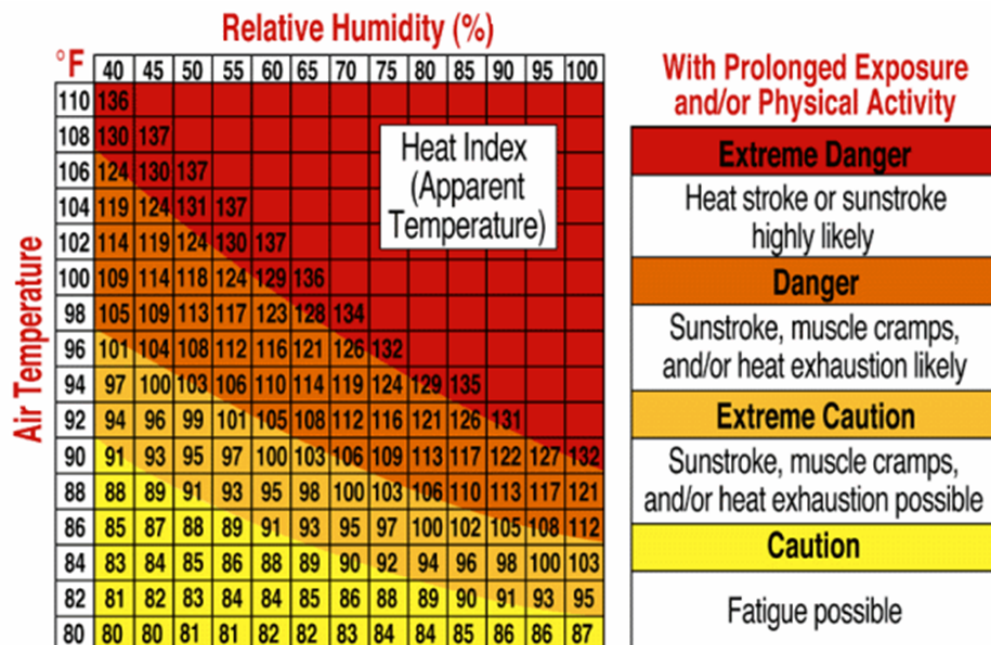 Relative Humidity (%)
°F 40 45 50 55 60 65 70 75 80 85 90 95 100
110 136
108 130 137
106 124 130 137
104 119 124 131 137
102 114 119 124 130 137
100 109 114 118 124 129 136
98 105 109 113 117 123 128 134
96 101 104 108 112 116 121 126 132
94 97 100 103 106 110 114 119 124 129 135
92 94 96 99 101 105 108 112 116 121 126 131
90 91 93 95 97 100 103 106 109 113 117 122 127 132
88 88 89 91 93 95 98 100 103 106 110 113 117 121
86 85 87 88 89 91 93 95 97 100 102 105 108 112
84 83 84 85 86 88 89 90 92 94 96 98 100 103
82 81 82 83 84 84 85 86 88 89 90 91 93 95
80 80 80 81 81 82 82 83 84 84 85 86 86 87
Air Temperature
Heat Index
(Apparent
Temperature)
With Prolonged Exposure
and/or Physical Activity
Extreme Danger
Heat stroke or sunstroke
highly likely
Danger
Sunstroke, muscle cramps,
and/or heat exhaustion likely
Extreme Caution
Sunstroke, muscle cramps,
and/or heat exhaustion possible
Caution
Fatigue possible